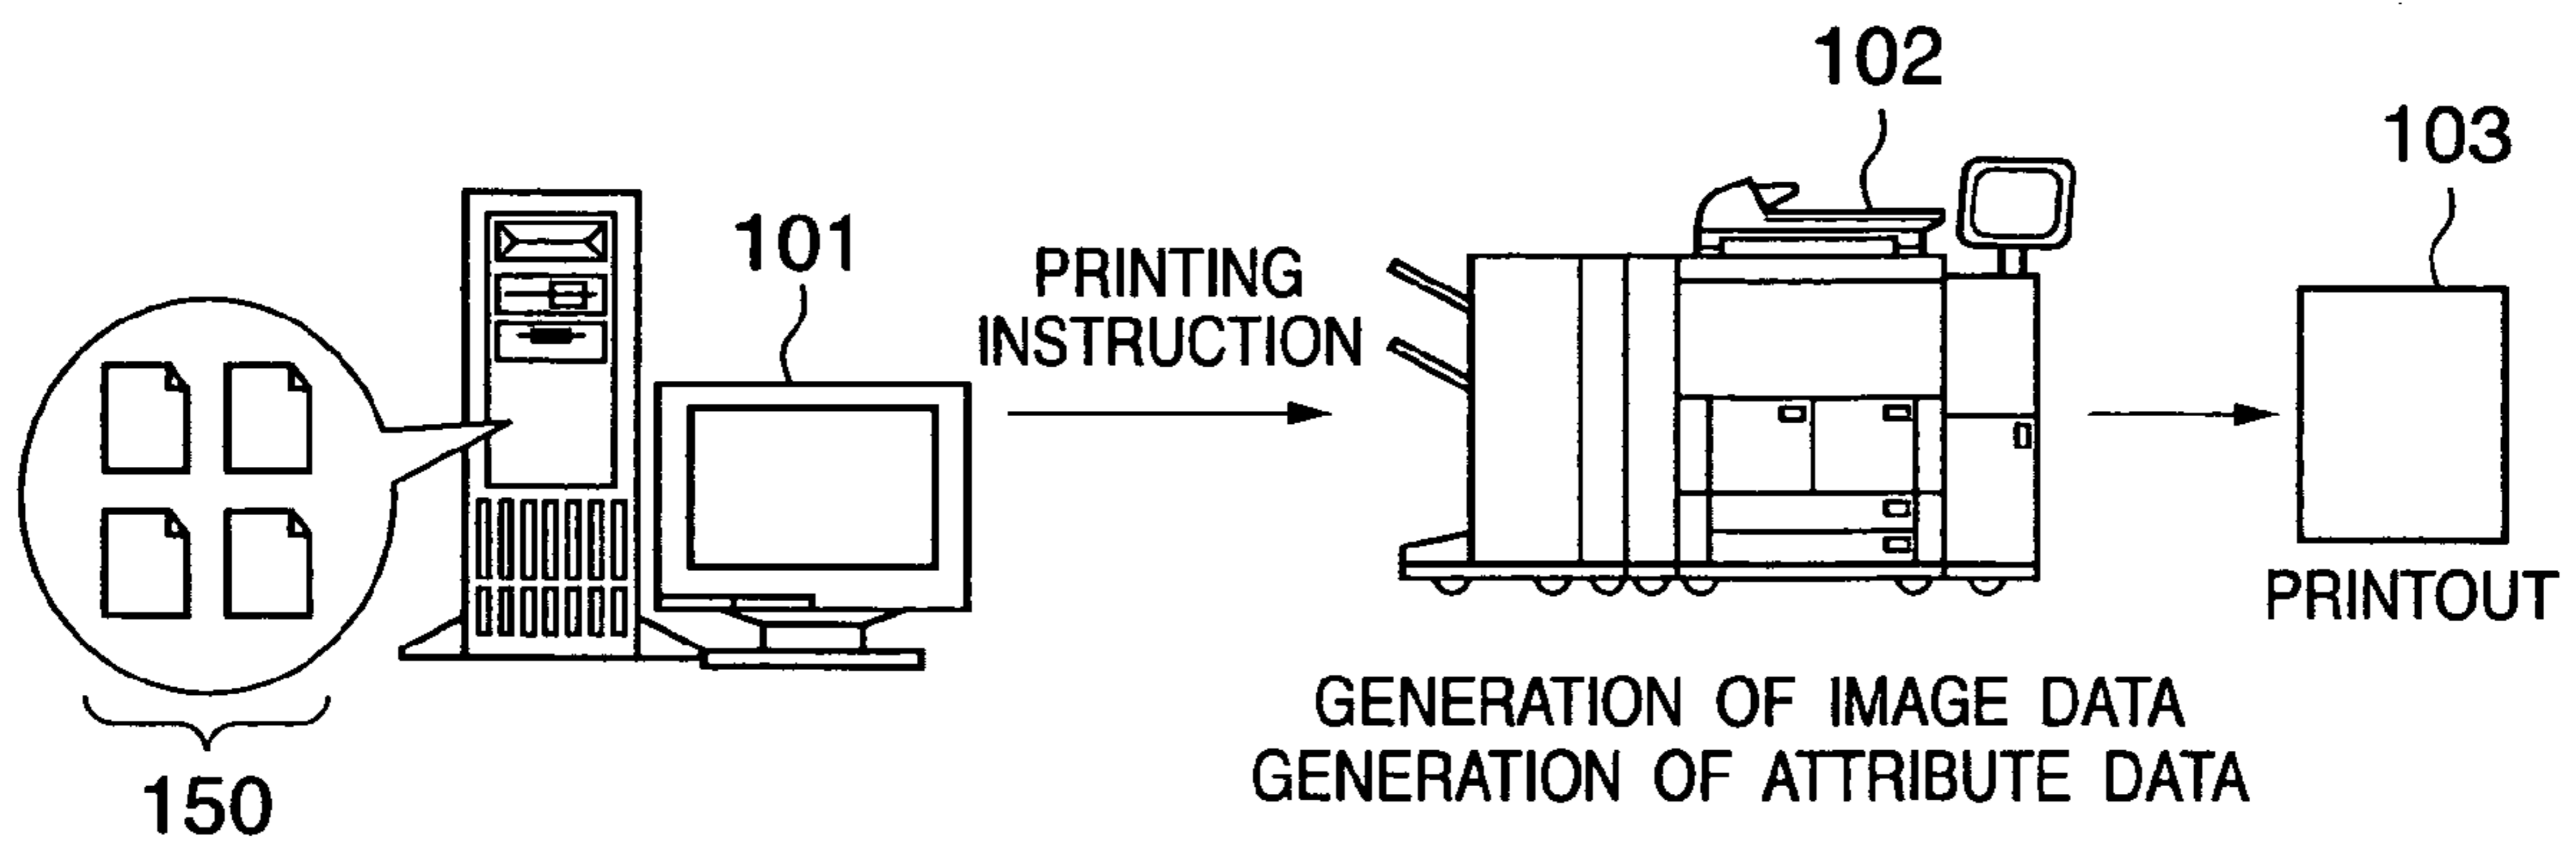 102
103
101
PRINTING
INSTRUCTION
PRINTOUT
GENERATION OF IMAGE DATA
GENERATION OF ATTRIBUTE DATA
150